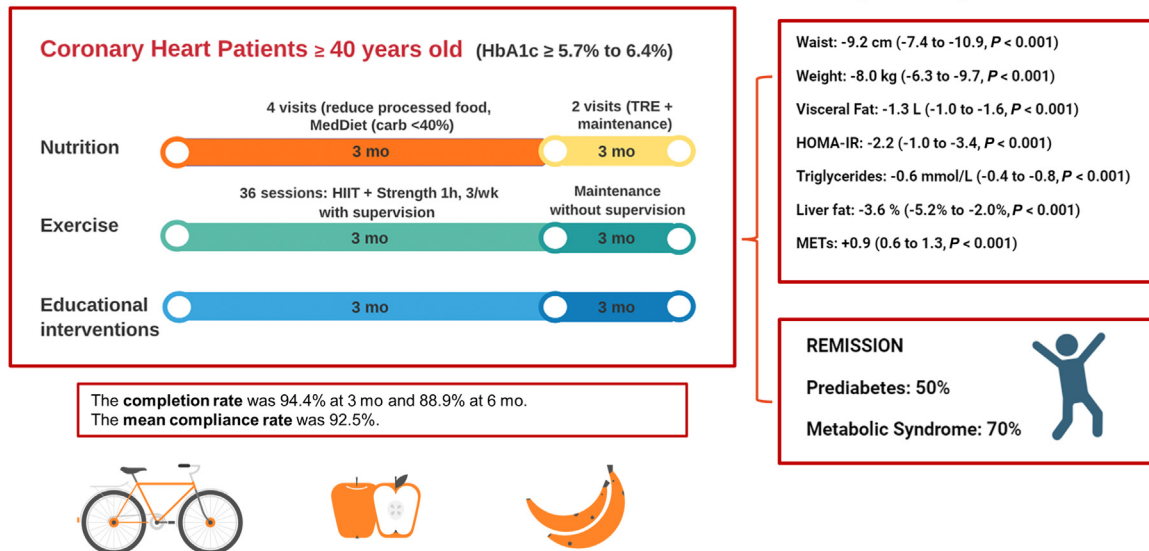 Coronary Heart Patients ≥ 40 years old (HbA1c ≥ 5.7% to 6.4%)
4 visits (reduce processed food,
MedDiet (carb <40%)
2 visits (TRE +
maintenance)
Nutrition
3 mo
3 mo
36 sessions: HIIT + Strength 1h, 3/wk
with supervision
Maintenance
without supervision
Exercise
3 mo
3 mo
Educational
interventions
3 mo
3 mo
The completion rate was 94.4% at 3 mo and 88.9% at 6 mo.
The mean compliance rate was 92.5%.
Waist: -9.2 cm (-7.4 to -10.9, P < 0.001)
Weight: -8.0 kg (-6.3 to -9.7, P < 0.001)
Visceral Fat: -1.3 L (-1.0 to -1.6, P < 0.001)
HOMA-IR: -2.2 (-1.0 to -3.4, P < 0.001)
Triglycerides: -0.6 mmol/L (-0.4 to -0.8, P < 0.001)
Liver fat: -3.6 % (-5.2% to -2.0%, P < 0.001)
METs: +0.9 (0.6 to 1.3, P < 0.001)
REMISSION
Prediabetes: 50%
Metabolic Syndrome: 70%